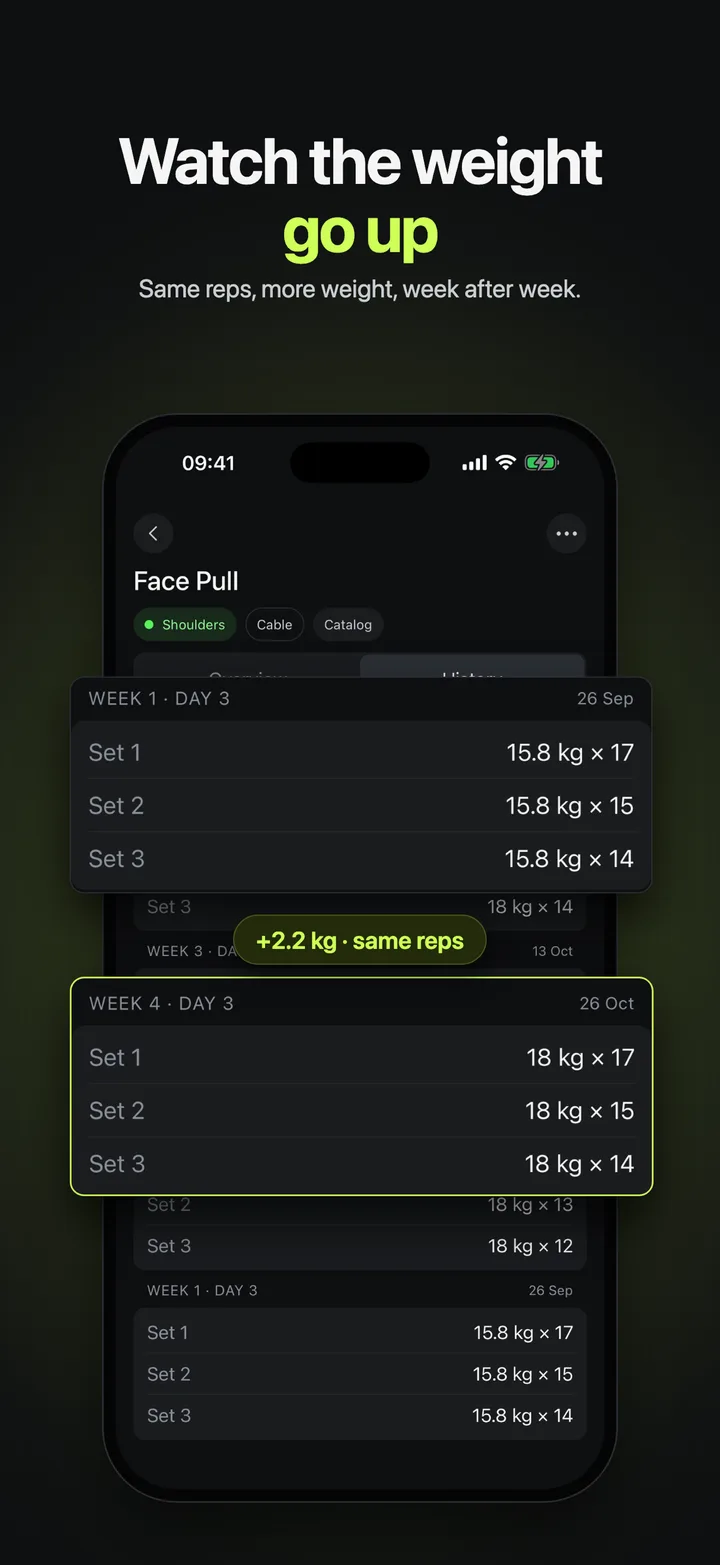 Watch the weight
go up
Same reps, more weight, week after week.
09:41
Face Pull
Shoulders Cable Catalog
Overview History
WEEK 1 · DAY 3 26 Sep
Set 1 15.8 kg × 17
Set 2 15.8 kg × 15
Set 3 15.8 kg × 14
Set 3 18 kg × 14
+2.2 kg · same reps
WEEK 3 · DA 13 Oct
WEEK 4 · DAY 3 26 Oct
Set 1 18 kg × 17
Set 2 18 kg × 15
Set 3 18 kg × 14
Set 2 18 kg × 13
Set 3 18 kg × 12
WEEK 1 · DAY 3 26 Sep
Set 1 15.8 kg × 17
Set 2 15.8 kg × 15
Set 3 15.8 kg × 14